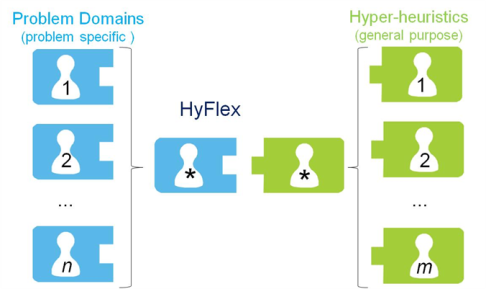 Problem Domains
(problem specific )
1
2
...
n
HyFlex
*
*
Hyper-heuristics
(general purpose)
1
2
...
m